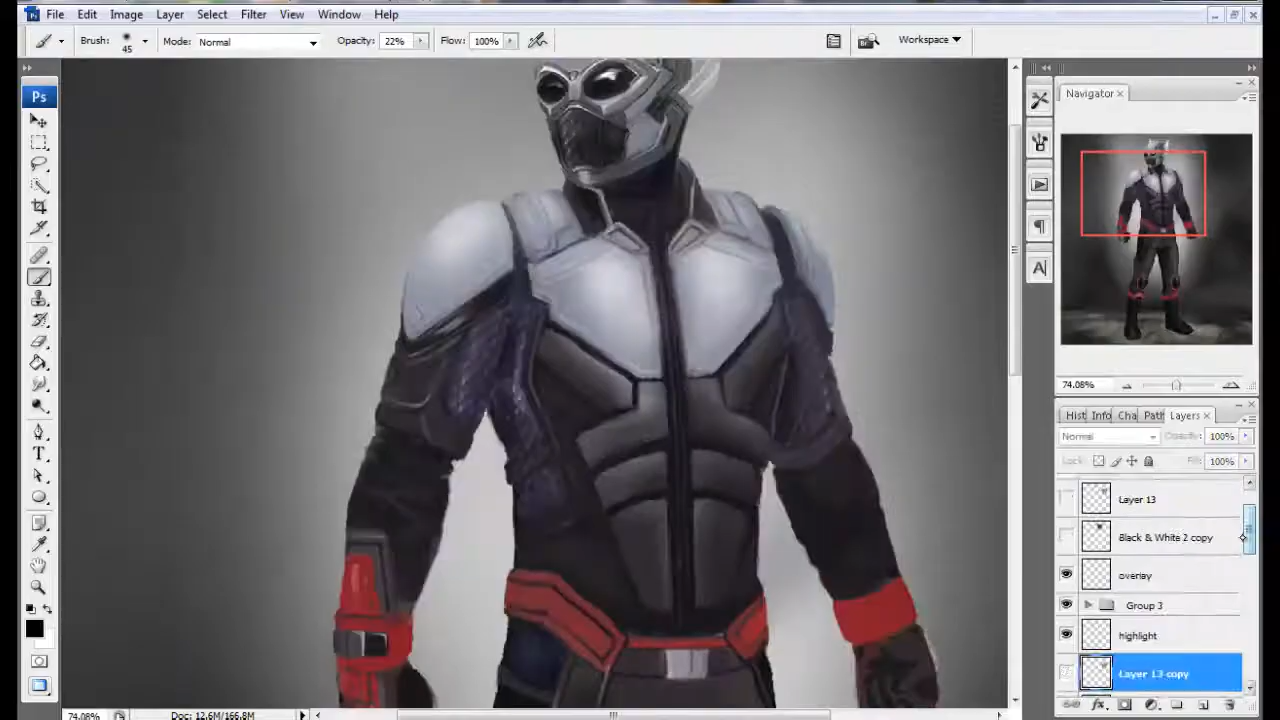 File Edit Image Layer Select Filter View Window Help
Brush: 45 Mode: Normal Opacity: 22% Flow: 100% Workspace
Ps
Navigator
74.08%
Hist Info Cha Path Layers
Normal Opacity: 100%
Lock: Fill: 100%
Layer 13
Black & White 2 copy
overlay
Group 3
highlight
Layer 13 copy
74.08% Doc: 12.6M/166.8M